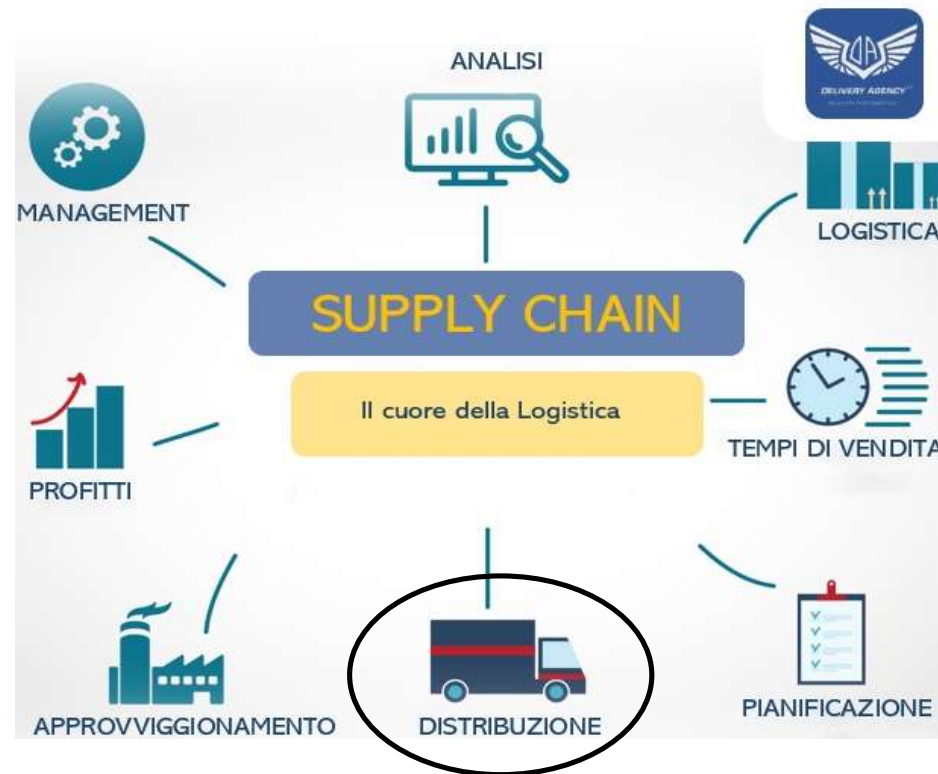 ANALISI
DELIVERY AGENCY
MANAGEMENT
LOGISTICA
SUPPLY CHAIN
Il cuore della Logistica
TEMPI DI VENDITA
PROFITTI
APPROVVIGGIONAMENTO
DISTRIBUZIONE
PIANIFICAZIONE